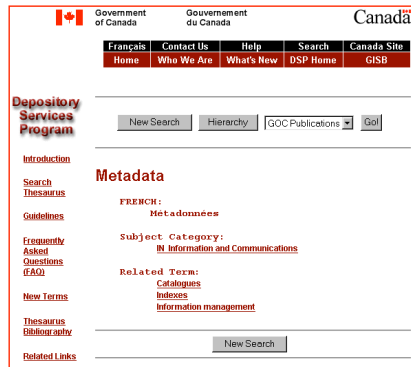 Government of Canada
Gouvernement du Canada
Canada
Français Contact Us Help Search Canada Site
Home Who We Are What's New DSP Home GISB
Depository
Services
Program
New Search Hierarchy GOC Publications Go!
Introduction
Search
Thesaurus
Guidelines
Frequently
Asked
Questions
(FAQ)
New Terms
Thesaurus
Bibliography
Related Links
Metadata
FRENCH:
Métadonnées
Subject Category:
IN Information and Communications
Related Term:
Catalogues
Indexes
Information management
New Search